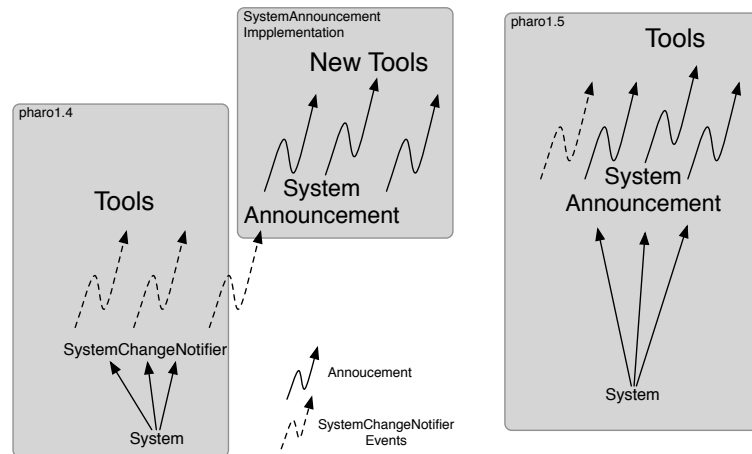 SystemAnnouncement
Implementation
New Tools
System
Announcement
pharo1.4
Tools
SystemChangeNotifier
System
Annoucement
SystemChangeNotifier
Events
pharo1.5
Tools
System
Announcement
System